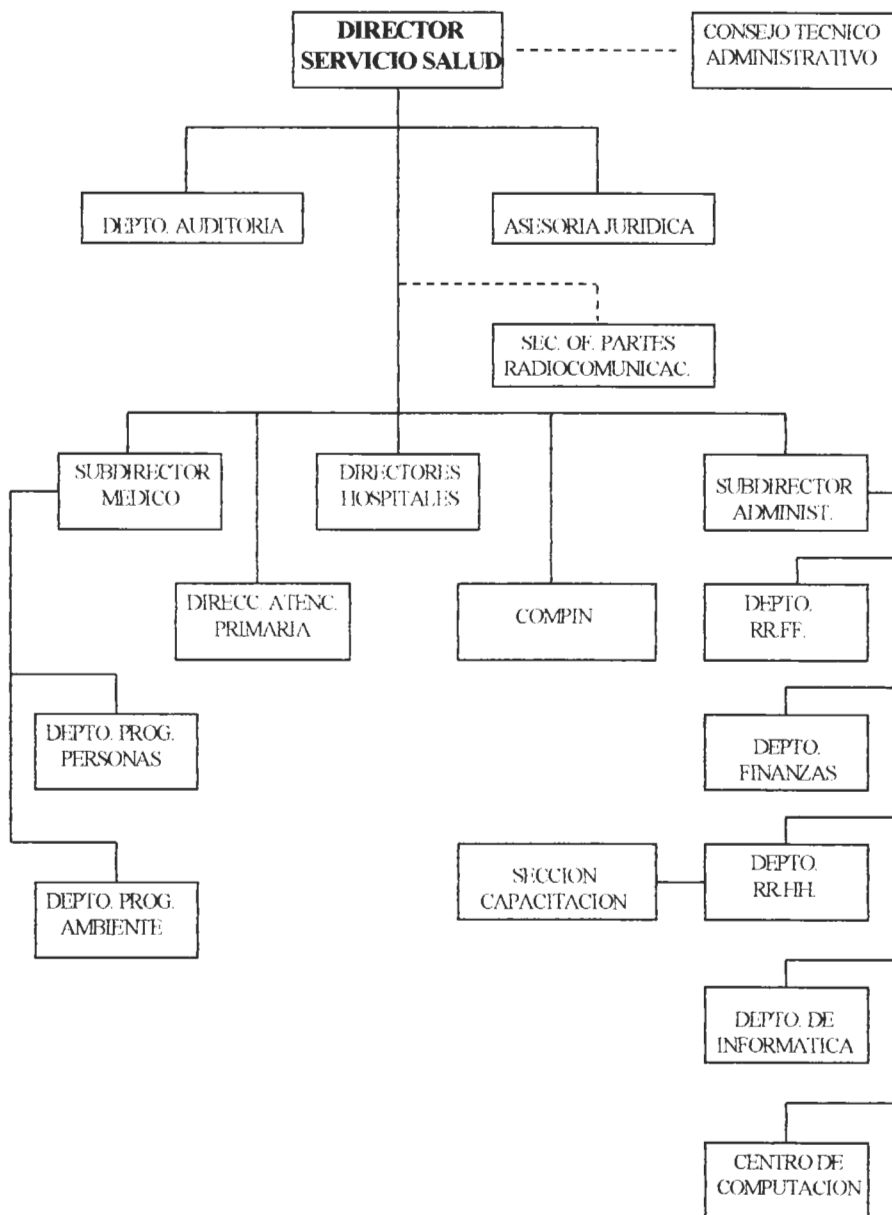 DIRECTOR
SERVICIO SALUD
CONSEJO TECNICO
ADMINISTRATIVO
DEPTO. AUDITORIA
ASESORIA JURIDICA
SEC. OF. PARTES
RADIOCOMUNICAC.
SUBDIRECTOR
MEDICO
DIRECTORES
HOSPITALES
SUBDIRECTOR
ADMINIST.
DIRECC. ATENC.
PRIMARIA
COMPIN
DEPTO.
RR.FF.
DEPTO. PROG.
PERSONAS
DEPTO.
FINANZAS
SECCION
CAPACITACION
DEPTO.
RR.HH.
DEPTO. PROG.
AMBIENTE
DEPTO. DE
INFORMATICA
CENTRO DE
COMPUTACION